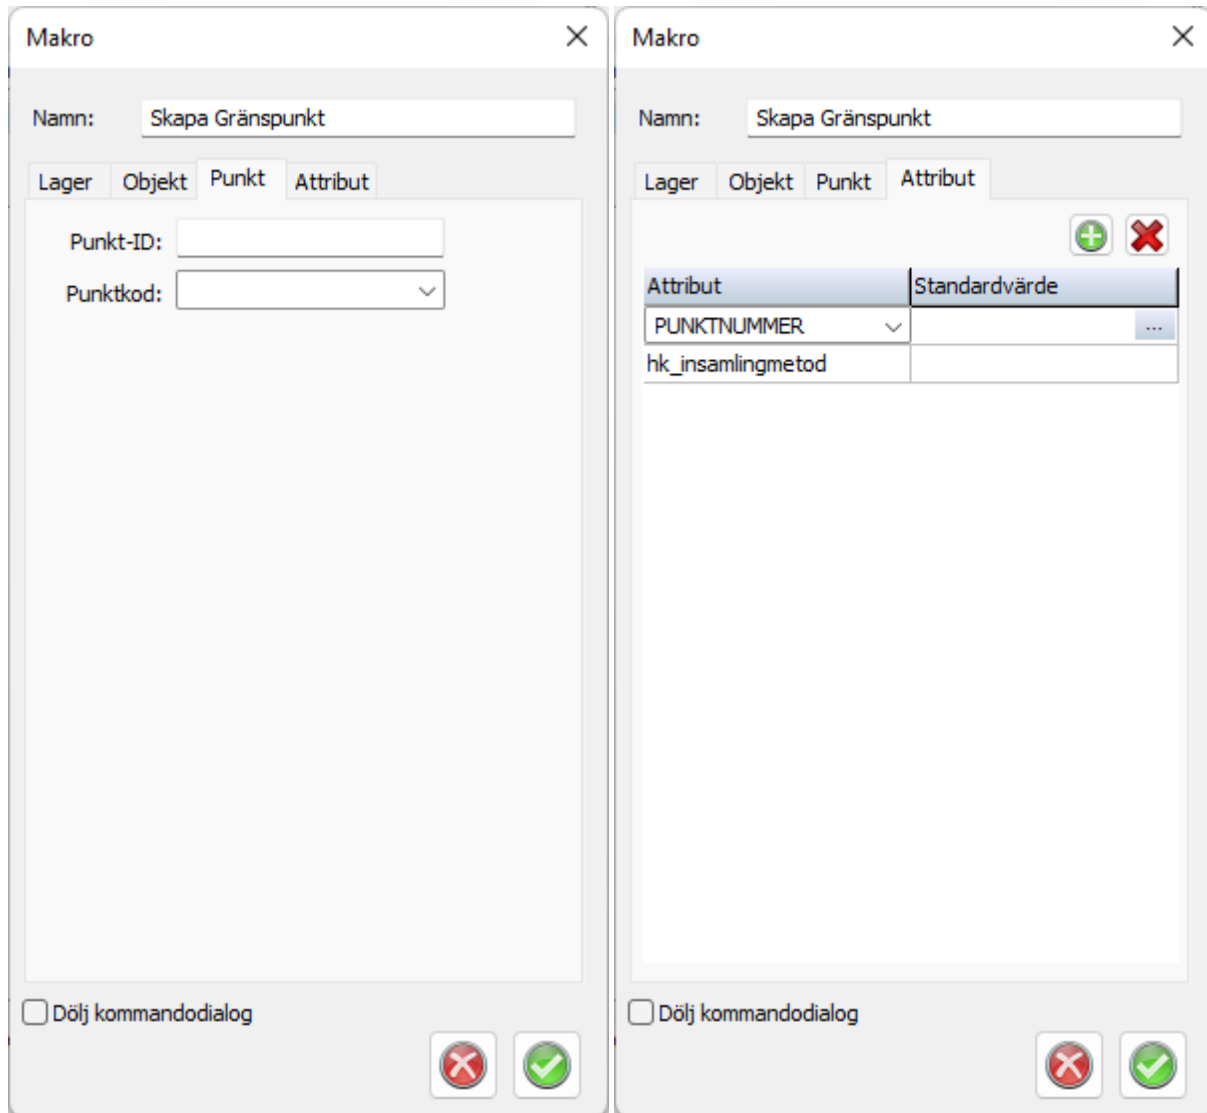 Makro
Namn: Skapa Gränspunkt
Lager Objekt Punkt Attribut
Punkt-ID:
Punktkod:
Dölj kommandodialog
Makro
Namn: Skapa Gränspunkt
Lager Objekt Punkt Attribut
Attribut Standardvärde
PUNKTNUMMER ...
hk_insamlingmetod
Dölj kommandodialog